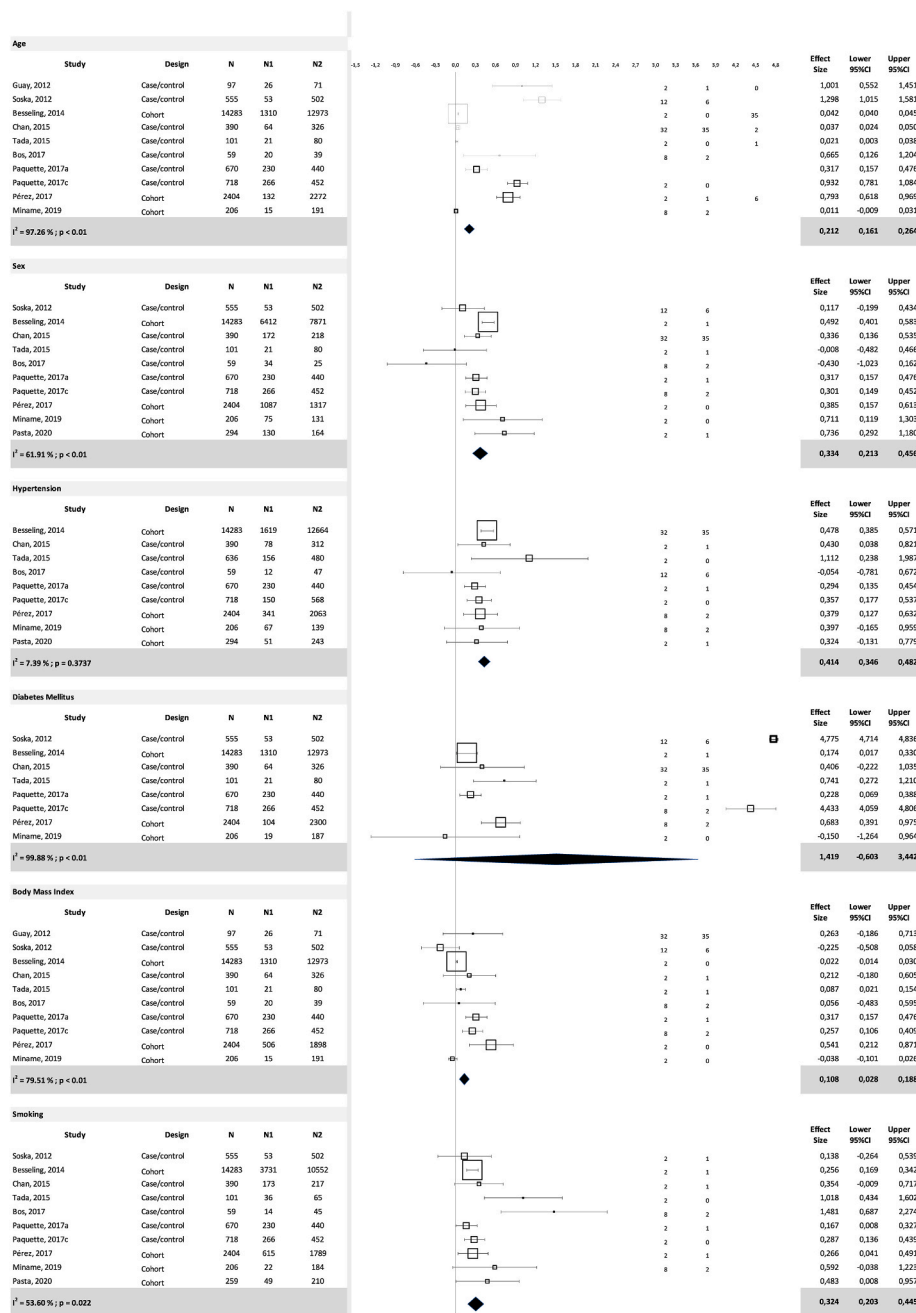 Age
Study Design N N1 N2 -1,5 -1,2 -0,9 -0,6 -0,3 0,0 0,3 0,6 0,9 1,2 1,5 1,8 2,1 2,4 2,7 3,0 3,3 3,6 3,9 4,2 4,5 4,8 Effect Size Lower 95%CI Upper 95%CI
Guay, 2012 Case/control 97 26 71 2 1 0 1,001 0,552 1,451
Soska, 2012 Case/control 555 53 502 12 6 1,298 1,015 1,581
Besseling, 2014 Cohort 14283 1310 12973 2 0 35 0,042 0,040 0,045
Chan, 2015 Case/control 390 64 326 32 35 2 0,037 0,024 0,050
Tada, 2015 Case/control 101 21 80 2 0 1 0,021 0,003 0,038
Bos, 2017 Case/control 59 20 39 8 2 0,665 0,126 1,204
Paquette, 2017a Case/control 670 230 440 0,317 0,157 0,476
Paquette, 2017c Case/control 718 266 452 2 0 0,932 0,781 1,084
Pérez, 2017 Cohort 2404 132 2272 2 1 6 0,793 0,618 0,969
Miname, 2019 Cohort 206 15 191 8 2 0,011 -0,009 0,031
I² = 97.26 % ; p < 0.01 0,212 0,161 0,264
Sex
Study Design N N1 N2 Effect Size Lower 95%CI Upper 95%CI
Soska, 2012 Case/control 555 53 502 12 6 0,117 -0,199 0,434
Besseling, 2014 Cohort 14283 6412 7871 2 1 0,492 0,401 0,583
Chan, 2015 Case/control 390 172 218 32 35 0,336 0,136 0,535
Tada, 2015 Case/control 101 21 80 2 1 -0,008 -0,482 0,466
Bos, 2017 Case/control 59 34 25 8 2 -0,430 -1,023 0,162
Paquette, 2017a Case/control 670 230 440 2 1 0,317 0,157 0,476
Paquette, 2017c Case/control 718 266 452 8 2 0,301 0,149 0,452
Pérez, 2017 Cohort 2404 1087 1317 2 0 0,385 0,157 0,613
Miname, 2019 Cohort 206 75 131 2 0 0,711 0,119 1,303
Pasta, 2020 Cohort 294 130 164 2 1 0,736 0,292 1,180
I² = 61.91 % ; p < 0.01 0,334 0,213 0,456
Hypertension
Study Design N N1 N2 Effect Size Lower 95%CI Upper 95%CI
Besseling, 2014 Cohort 14283 1619 12664 32 35 0,478 0,385 0,571
Chan, 2015 Case/control 390 78 312 2 1 0,430 0,038 0,821
Tada, 2015 Case/control 636 156 480 2 0 1,112 0,238 1,987
Bos, 2017 Case/control 59 12 47 12 6 -0,054 -0,781 0,672
Paquette, 2017a Case/control 670 230 440 2 1 0,294 0,135 0,454
Paquette, 2017c Case/control 718 150 568 2 0 0,357 0,177 0,537
Pérez, 2017 Cohort 2404 341 2063 8 2 0,379 0,127 0,632
Miname, 2019 Cohort 206 67 139 8 2 0,397 -0,165 0,959
Pasta, 2020 Cohort 294 51 243 2 1 0,324 -0,131 0,779
I² = 7.39 % ; p = 0.3737 0,414 0,346 0,482
Diabetes Mellitus
Study Design N N1 N2 Effect Size Lower 95%CI Upper 95%CI
Soska, 2012 Case/control 555 53 502 12 6 4,775 4,714 4,836
Besseling, 2014 Cohort 14283 1310 12973 2 1 0,174 0,017 0,330
Chan, 2015 Case/control 390 64 326 32 35 0,406 -0,222 1,035
Tada, 2015 Case/control 101 21 80 2 1 0,741 0,272 1,210
Paquette, 2017a Case/control 670 230 440 2 1 0,228 0,069 0,388
Paquette, 2017c Case/control 718 266 452 8 2 4,433 4,059 4,806
Pérez, 2017 Cohort 2404 104 2300 8 2 0,683 0,391 0,975
Miname, 2019 Cohort 206 19 187 2 0 -0,150 -1,264 0,964
I² = 99.88 % ; p < 0.01 1,419 -0,603 3,442
Body Mass Index
Study Design N N1 N2 Effect Size Lower 95%CI Upper 95%CI
Guay, 2012 Case/control 97 26 71 32 35 0,263 -0,186 0,713
Soska, 2012 Case/control 555 53 502 12 6 -0,225 -0,508 0,058
Besseling, 2014 Cohort 14283 1310 12973 2 0 0,022 0,014 0,030
Chan, 2015 Case/control 390 64 326 2 1 0,212 -0,180 0,605
Tada, 2015 Case/control 101 21 80 2 1 0,087 0,021 0,154
Bos, 2017 Case/control 59 20 39 8 2 0,056 -0,483 0,595
Paquette, 2017a Case/control 670 230 440 2 1 0,317 0,157 0,476
Paquette, 2017c Case/control 718 266 452 8 2 0,257 0,106 0,409
Pérez, 2017 Cohort 2404 506 1898 2 0 0,541 0,212 0,871
Miname, 2019 Cohort 206 15 191 2 0 -0,038 -0,101 0,026
I² = 79.51 % ; p < 0.01 0,108 0,028 0,188
Smoking
Study Design N N1 N2 Effect Size Lower 95%CI Upper 95%CI
Soska, 2012 Case/control 555 53 502 2 1 0,138 -0,264 0,539
Besseling, 2014 Cohort 14283 3731 10552 2 1 0,256 0,169 0,342
Chan, 2015 Case/control 390 173 217 2 1 0,354 -0,009 0,717
Tada, 2015 Case/control 101 36 65 2 0 1,018 0,434 1,602
Bos, 2017 Case/control 59 14 45 8 2 1,481 0,687 2,274
Paquette, 2017a Case/control 670 230 440 2 1 0,167 0,008 0,327
Paquette, 2017c Case/control 718 266 452 2 0 0,287 0,136 0,439
Pérez, 2017 Cohort 2404 615 1789 2 1 0,266 0,041 0,491
Miname, 2019 Cohort 206 22 184 8 2 0,592 -0,038 1,223
Pasta, 2020 Cohort 259 49 210 0,483 0,008 0,957
I² = 53.60 % ; p = 0.022 0,324 0,203 0,445